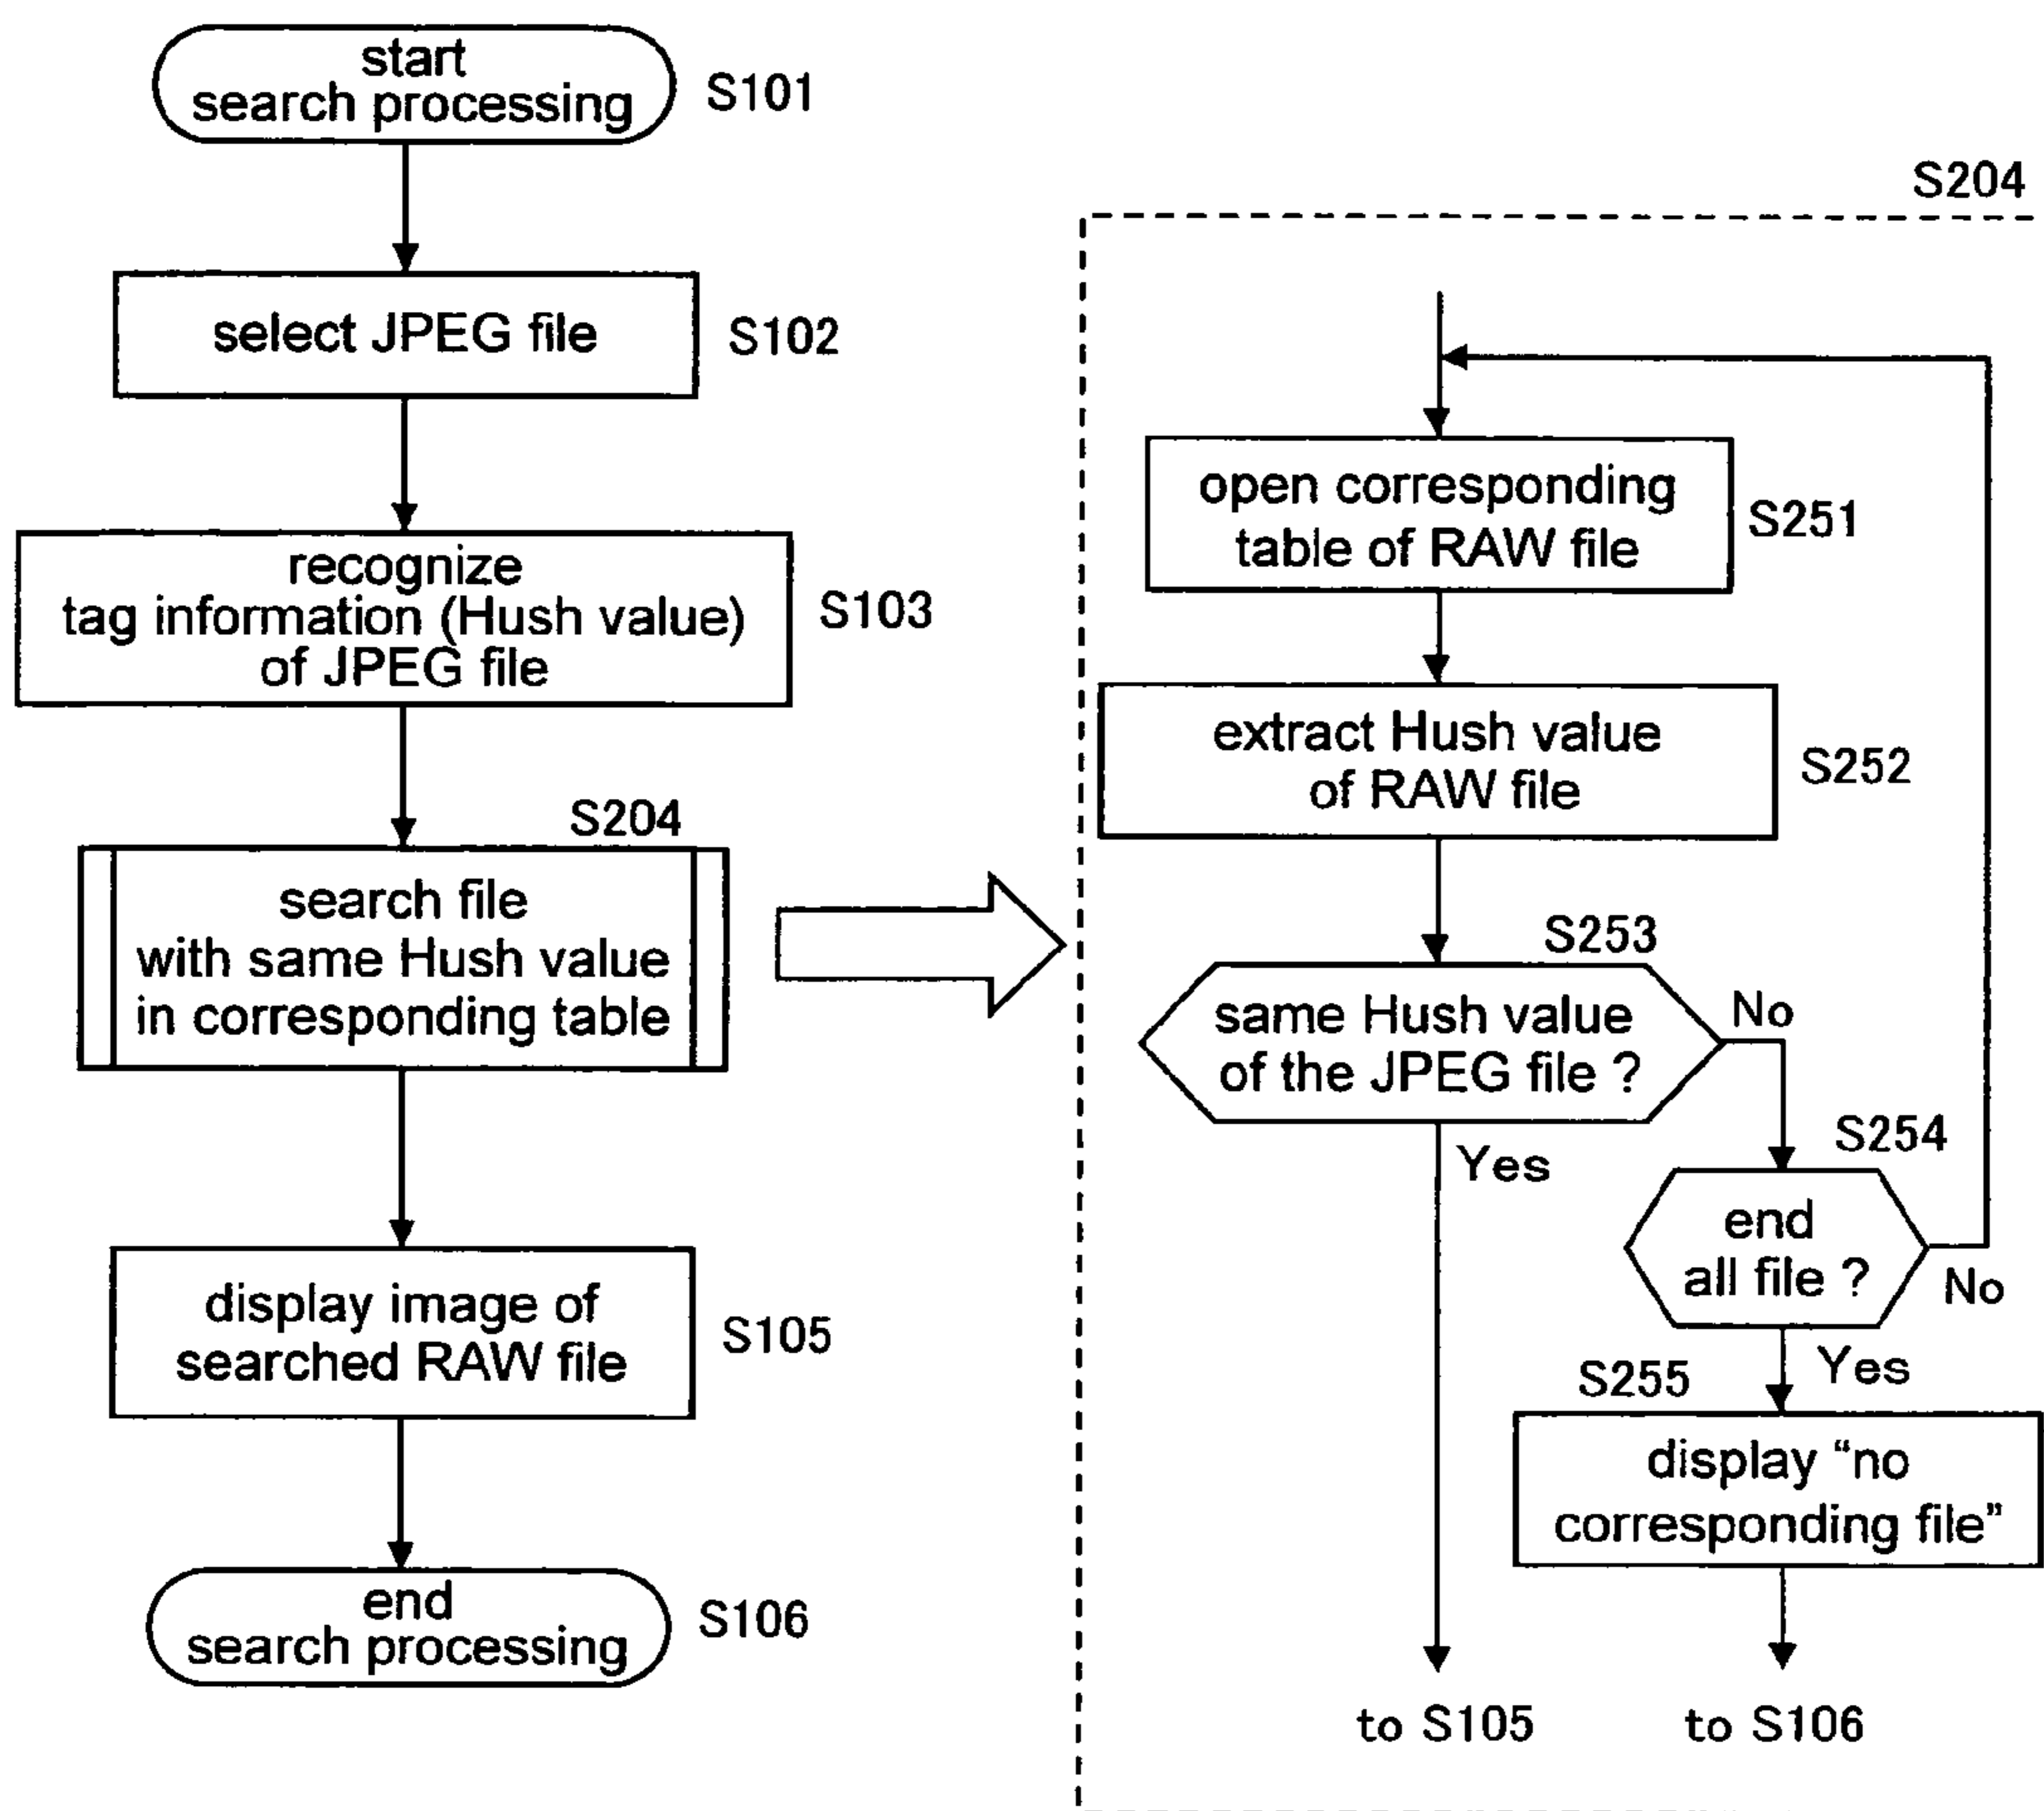 start
search processing
S101
select JPEG file
S102
recognize
tag information (Hush value)
of JPEG file
S103
S204
search file
with same Hush value
in corresponding table
display image of
searched RAW file
S105
end
search processing
S106
S204
open corresponding
table of RAW file
S251
extract Hush value
of RAW file
S252
S253
same Hush value
of the JPEG file ?
No
Yes
S254
end
all file ?
No
Yes
S255
display “no
corresponding file”
to S105
to S106